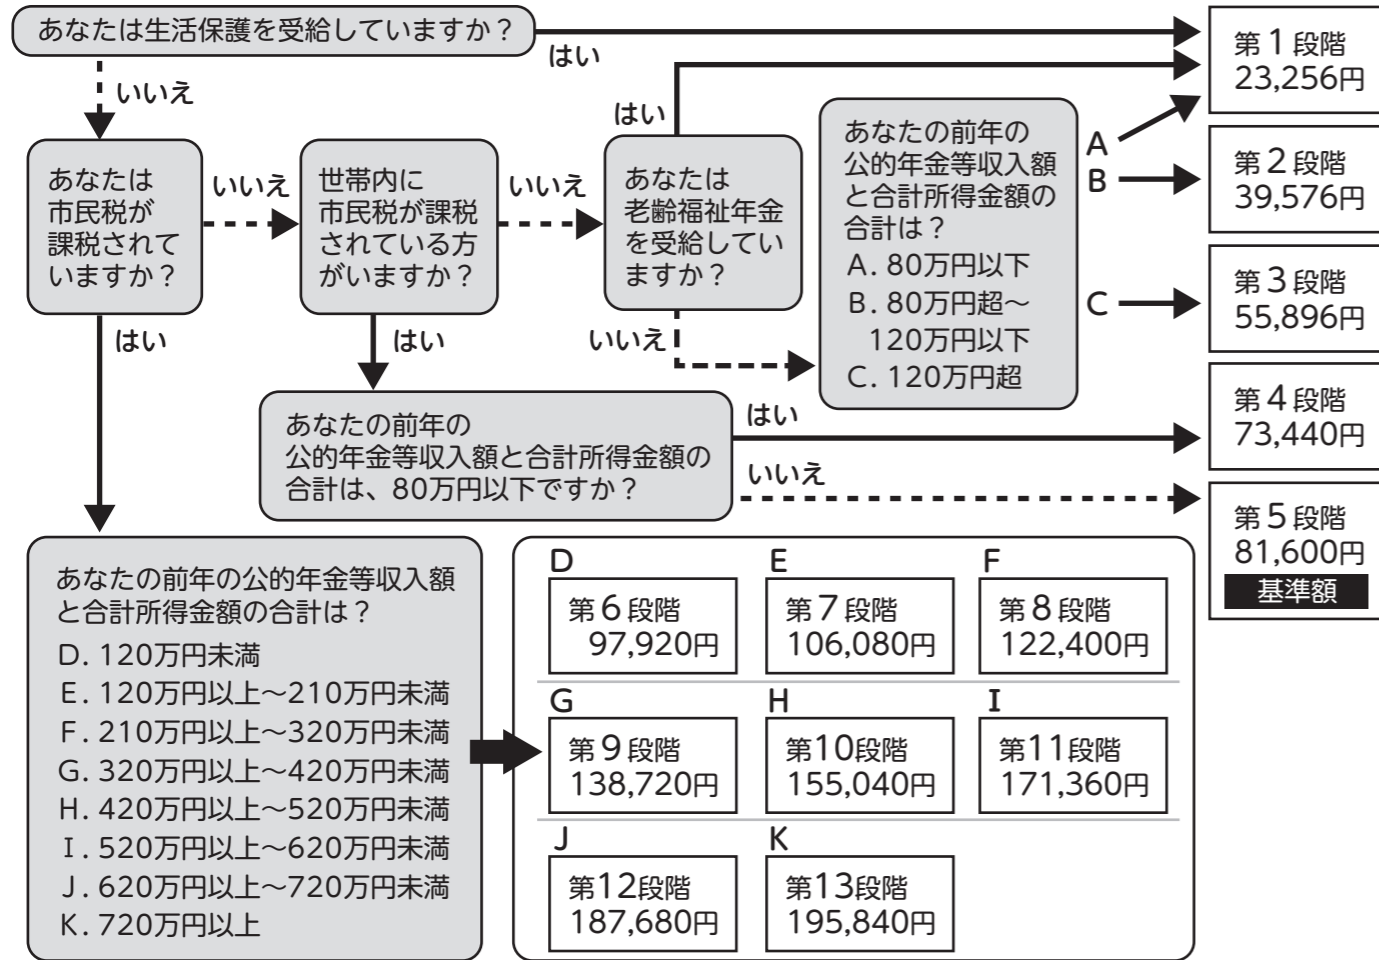 あなたは生活保護を受給していますか？
はい
いいえ
あなたは
市民税が
課税されて
いますか？
いいえ
はい
世帯内に
市民税が課税
されている方
がいますか？
いいえ
はい
あなたは
老齢福祉年金
を受給してい
ますか？
はい
いいえ
あなたの前年の
公的年金等収入額
と合計所得金額の
合計は？
A. 80万円以下
B. 80万円超～
120万円以下
C. 120万円超
A
B
C
第1段階
23,256円
第2段階
39,576円
第3段階
55,896円
あなたの前年の
公的年金等収入額と合計所得金額の
合計は、80万円以下ですか？
はい
いいえ
第4段階
73,440円
第5段階
81,600円
基準額
あなたの前年の公的年金等収入額
と合計所得金額の合計は？
D. 120万円未満
E. 120万円以上～210万円未満
F. 210万円以上～320万円未満
G. 320万円以上～420万円未満
H. 420万円以上～520万円未満
I. 520万円以上～620万円未満
J. 620万円以上～720万円未満
K. 720万円以上
D
第6段階
97,920円
E
第7段階
106,080円
F
第8段階
122,400円
G
第9段階
138,720円
H
第10段階
155,040円
I
第11段階
171,360円
J
第12段階
187,680円
K
第13段階
195,840円